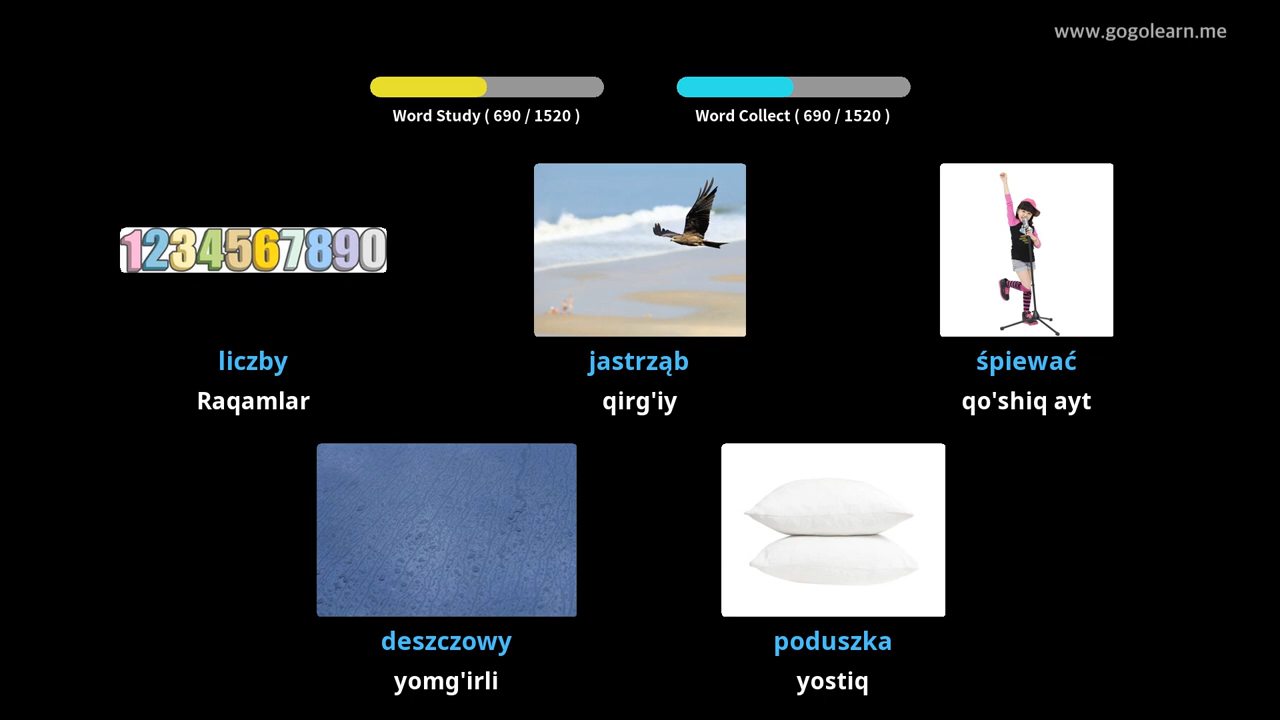 www.gogolearn.me
Word Study ( 690 / 1520 )
Word Collect ( 690 / 1520 )
1234567890
liczby
Raqamlar
jastrząb
qirg'iy
śpiewać
qo'shiq ayt
deszczowy
yomg'irli
poduszka
yostiq